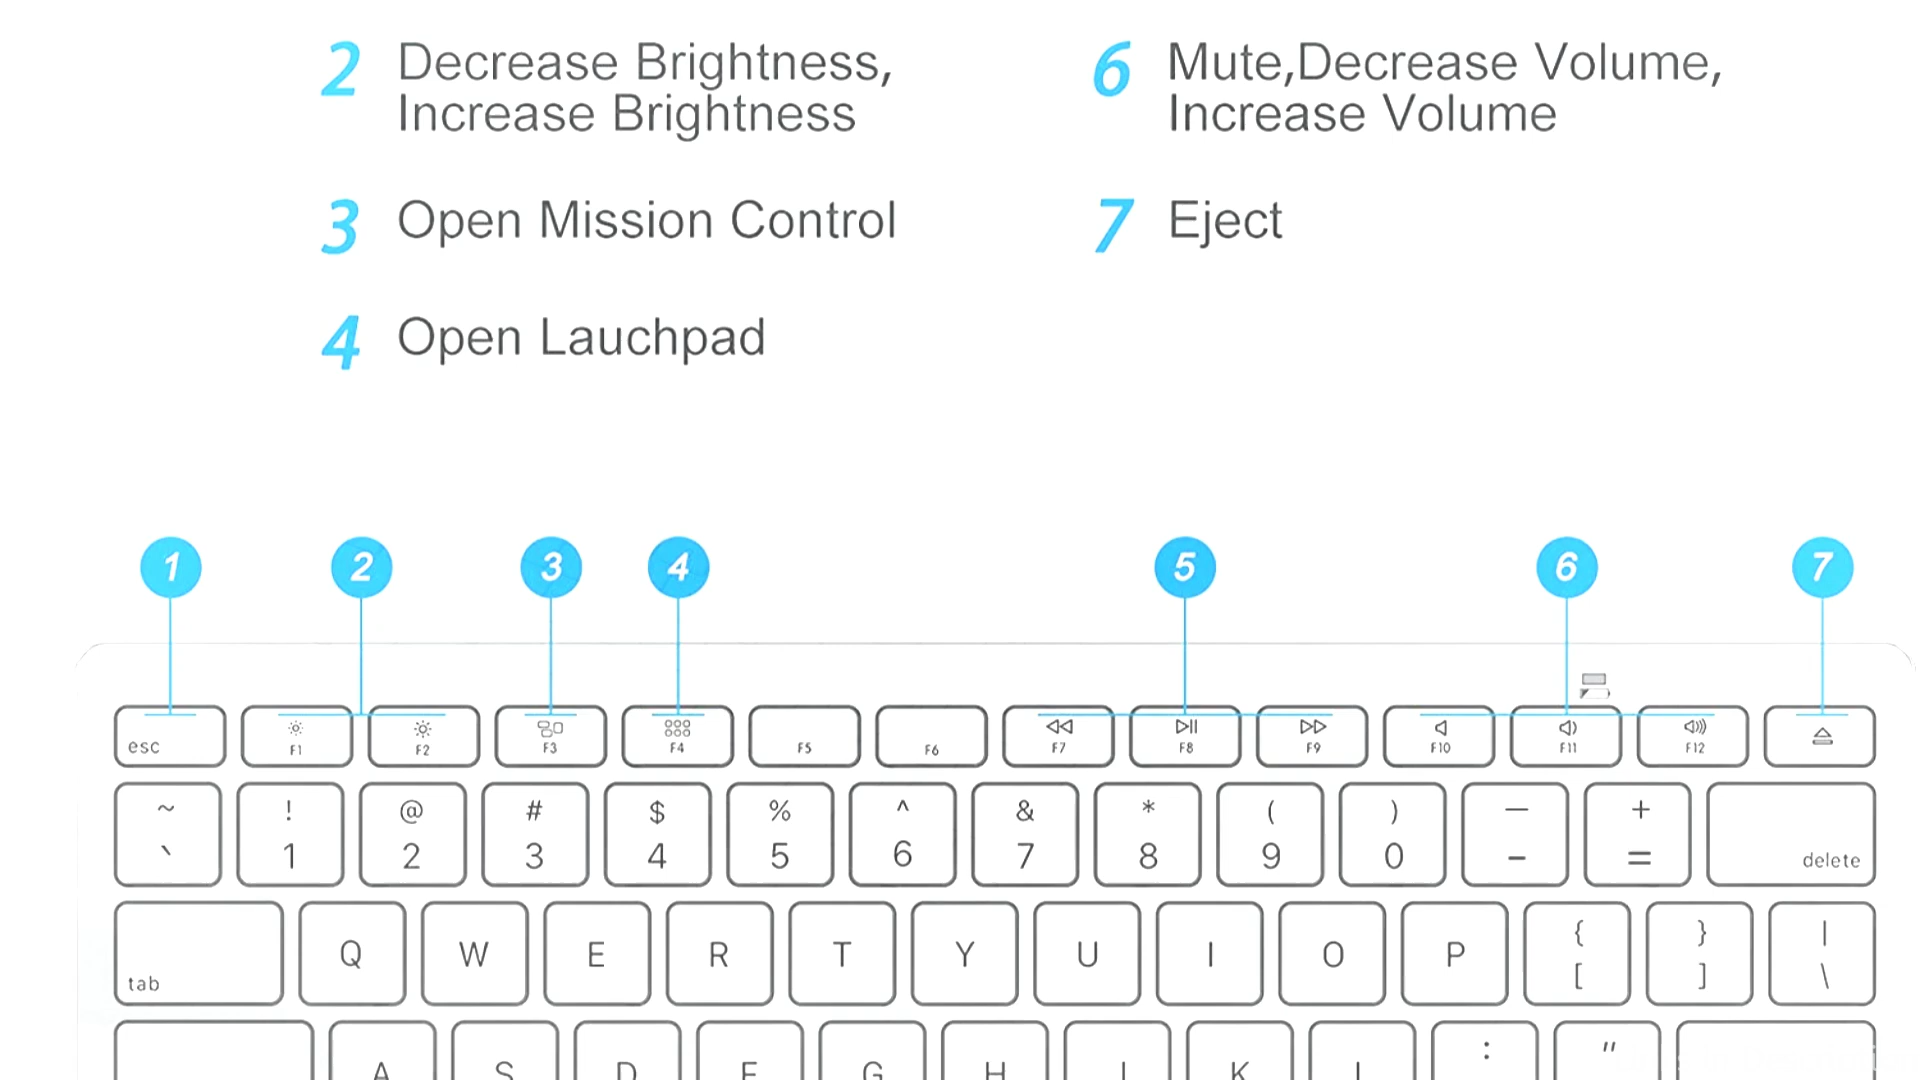 2 Decrease Brightness,
Increase Brightness
3 Open Mission Control
4 Open Lauchpad
6 Mute,Decrease Volume,
Increase Volume
7 Eject
1 2 3 4 5 6 7
esc F1 F2 F3 F4 F5 F6 F7 F8 F9 F10 F11 F12
~ ! @ # $ % ^ & * ( ) — +
` 1 2 3 4 5 6 7 8 9 0 - = delete
tab Q W E R T Y U I O P { } |
[ ] \
A S D F G H J K L : "